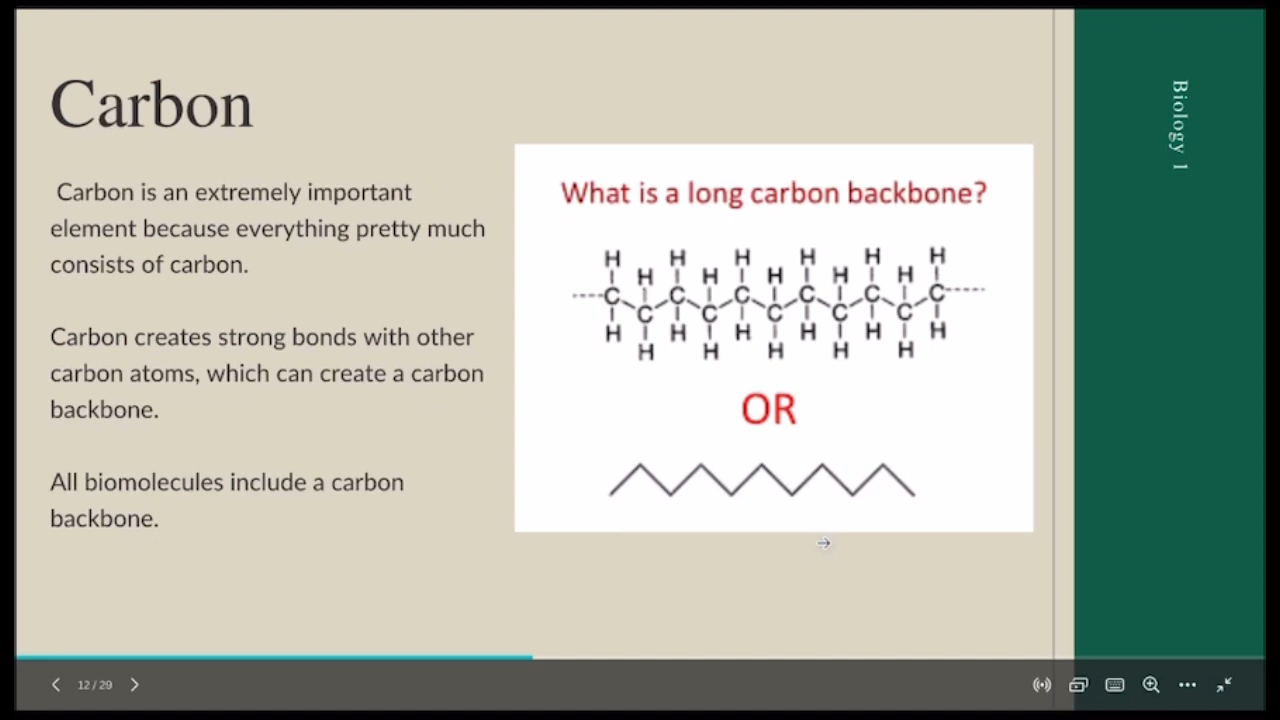 Carbon
Carbon is an extremely important
element because everything pretty much
consists of carbon.
Carbon creates strong bonds with other
carbon atoms, which can create a carbon
backbone.
All biomolecules include a carbon
backbone.
What is a long carbon backbone?
H H H H H H
H H H H H
C C C C C C
C C C C C
H H H H H H
H H H H H
OR
Biology 1
12 / 29